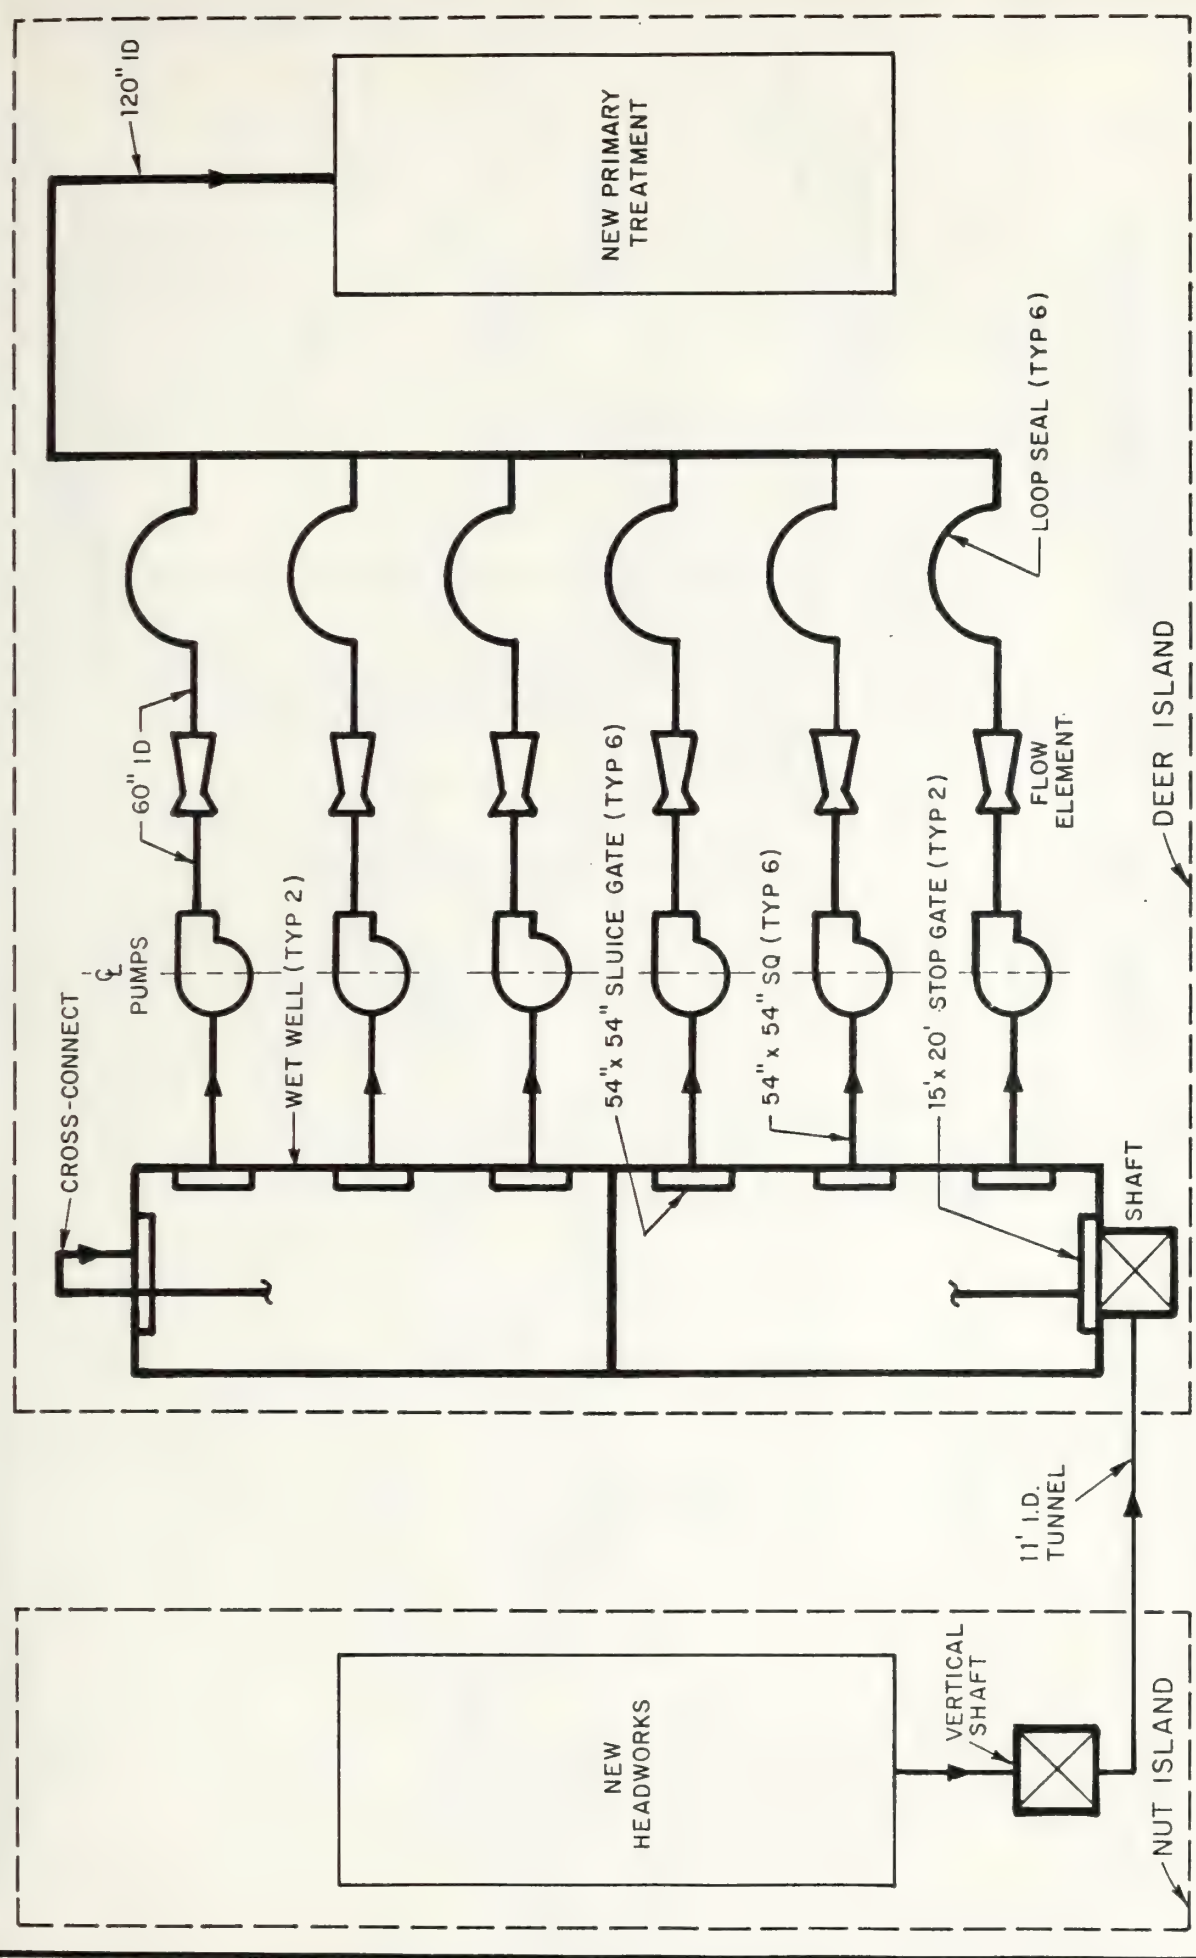 120" ID
NEW PRIMARY
TREATMENT
LOOP SEAL (TYP 6)
60" ID
FLOW
ELEMENT
DEER ISLAND
℄
PUMPS
CROSS-CONNECT
WET WELL (TYP 2)
54" x 54" SLUICE GATE (TYP 6)
54" x 54" SQ (TYP 6)
15' x 20' STOP GATE (TYP 2)
SHAFT
11' I.D.
TUNNEL
NEW
HEADWORKS
VERTICAL
SHAFT
NUT ISLAND